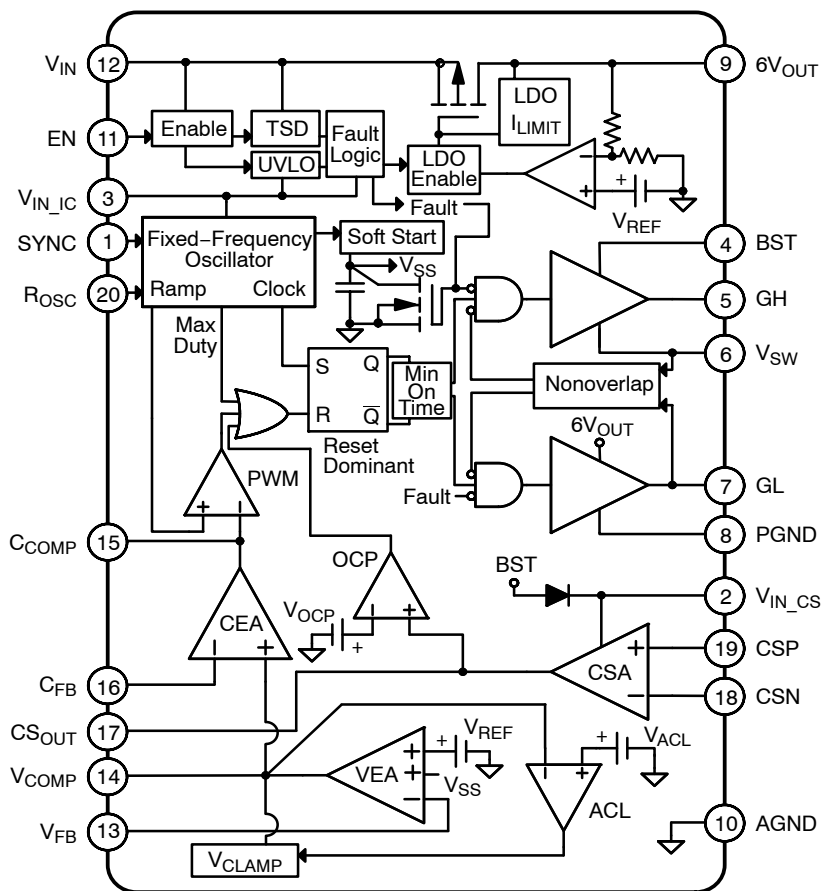 V_IN 12
9 6V_OUT
LDO
I_LIMIT
EN 11
Enable
TSD
Fault
Logic
UVLO
LDO
Enable
−
+
+
V_REF
V_IN_IC 3
Fault
SYNC 1
Fixed−Frequency
Oscillator
Ramp Clock
Soft Start
V_SS
4 BST
R_OSC 20
5 GH
Max
Duty
6 V_SW
S Q
R Q̅
Min
On
Time
Nonoverlap
Reset
Dominant
6V_OUT
PWM
+ −
Fault
7 GL
C_COMP 15
8 PGND
OCP
BST
CEA
− +
V_OCP
+
− +
2 V_IN_CS
CSA
+
−
19 CSP
C_FB 16
18 CSN
CS_OUT 17
V_REF
V_ACL
+
+
V_COMP 14
VEA
+
+
−
V_SS
− +
ACL
V_FB 13
10 AGND
V_CLAMP